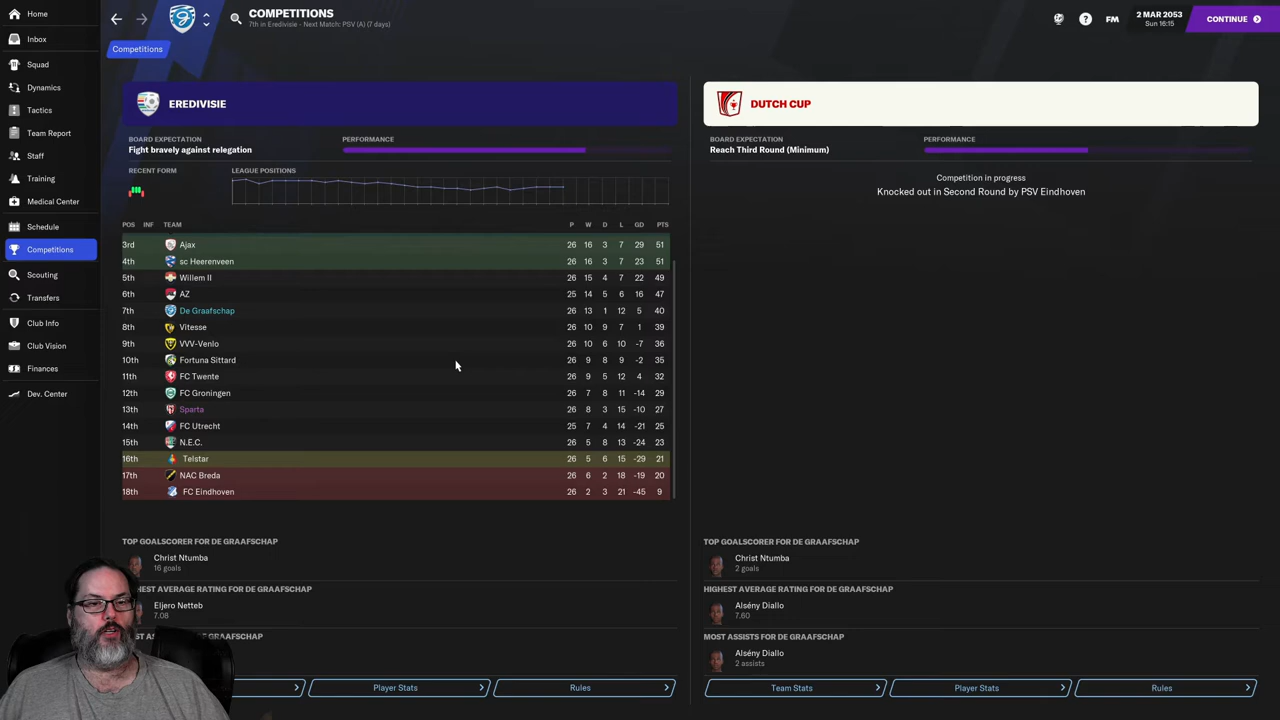 Home
COMPETITIONS
7th in Eredivisie - Next Match: PSV (A) (7 days)
FM
2 MAR 2053
Sun 16:15
CONTINUE
Inbox
Squad
Dynamics
Tactics
Team Report
Staff
Training
Medical Center
Schedule
Competitions
Scouting
Transfers
Club Info
Club Vision
Finances
Dev. Center
Competitions
EREDIVISIE
BOARD EXPECTATION PERFORMANCE
Fight bravely against relegation
RECENT FORM LEAGUE POSITIONS
POS INF TEAM P W D L GD PTS
3rd Ajax 26 16 3 7 29 51
4th sc Heerenveen 26 16 3 7 23 51
5th Willem II 26 15 4 7 22 49
6th AZ 25 14 5 6 16 47
7th De Graafschap 26 13 1 12 5 40
8th Vitesse 26 10 9 7 1 39
9th VVV-Venlo 26 10 6 10 -7 36
10th Fortuna Sittard 26 9 8 9 -2 35
11th FC Twente 26 9 5 12 4 32
12th FC Groningen 26 7 8 11 -14 29
13th Sparta 26 8 3 15 -10 27
14th FC Utrecht 25 7 4 14 -21 25
15th N.E.C. 26 5 8 13 -24 23
16th Telstar 26 5 6 15 -29 21
17th NAC Breda 26 6 2 18 -19 20
18th FC Eindhoven 26 2 3 21 -45 9
TOP GOALSCORER FOR DE GRAAFSCHAP
Christ Ntumba
16 goals
HIGHEST AVERAGE RATING FOR DE GRAAFSCHAP
Eljero Netteb
7.08
DE GRAAFSCHAP
Player Stats
Rules
DUTCH CUP
BOARD EXPECTATION PERFORMANCE
Reach Third Round (Minimum)
Competition in progress
Knocked out in Second Round by PSV Eindhoven
TOP GOALSCORER FOR DE GRAAFSCHAP
Christ Ntumba
2 goals
HIGHEST AVERAGE RATING FOR DE GRAAFSCHAP
Alsény Diallo
7.60
MOST ASSISTS FOR DE GRAAFSCHAP
Alsény Diallo
2 assists
Team Stats
Player Stats
Rules